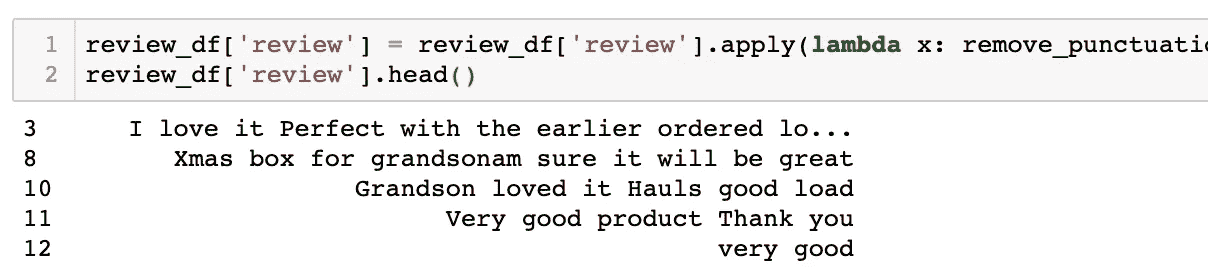 1 review_df['review'] = review_df['review'].apply(lambda x: remove_punctuatio
2 review_df['review'].head()
3 I love it Perfect with the earlier ordered lo...
8 Xmas box for grandsonam sure it will be great
10 Grandson loved it Hauls good load
11 Very good product Thank you
12 very good